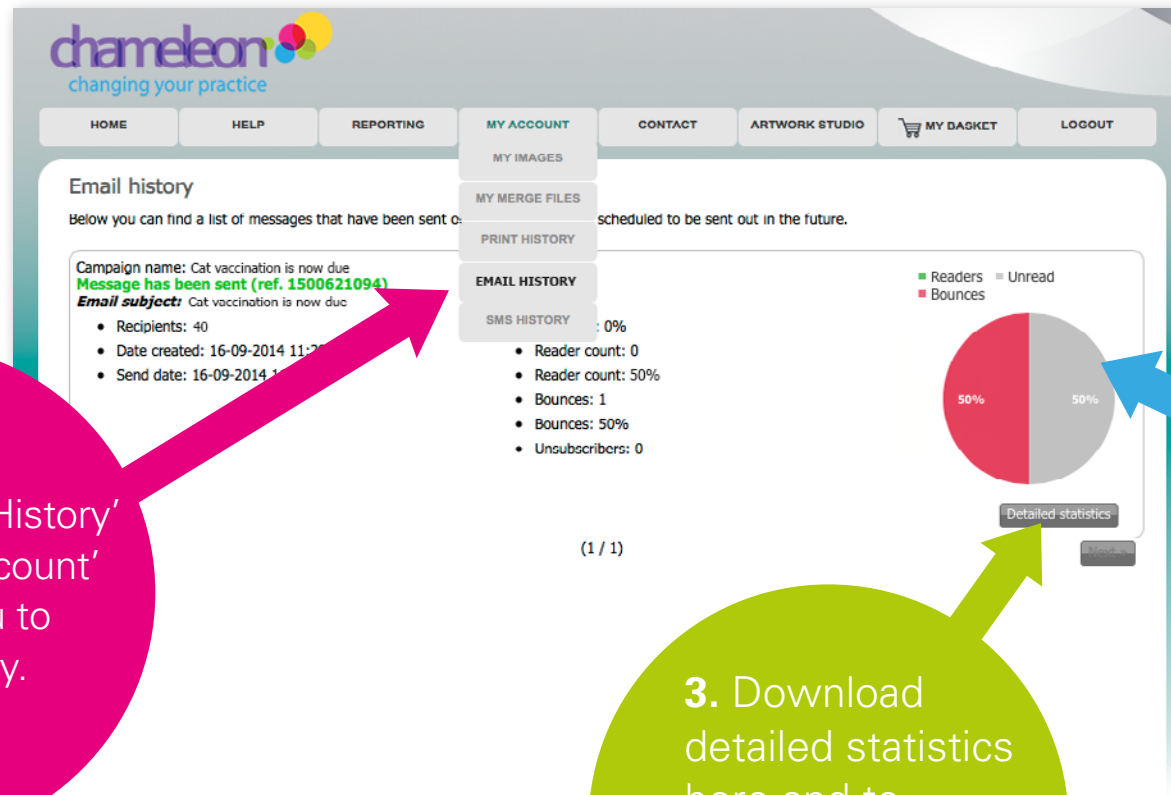 chameleon
changing your practice
HOME HELP REPORTING MY ACCOUNT CONTACT ARTWORK STUDIO MY BASKET LOGOUT
MY IMAGES
MY MERGE FILES
PRINT HISTORY
EMAIL HISTORY
SMS HISTORY
Email history
Below you can find a list of messages that have been sent scheduled to be sent out in the future.
Campaign name: Cat vaccination is now due
Message has been sent (ref. 1500621094)
Email subject: Cat vaccination is now due
• Recipients: 40
• Date created: 16-09-2014
• Send date: 16-09-2014
: 0%
• Reader count: 0
• Reader count: 50%
• Bounces: 1
• Bounces: 50%
• Unsubscribers: 0
Readers Unread
Bounces
50% 50%
Detailed statistics
(1 / 1)
Next »
History’
count’
to
3. Download
detailed statistics
here and to